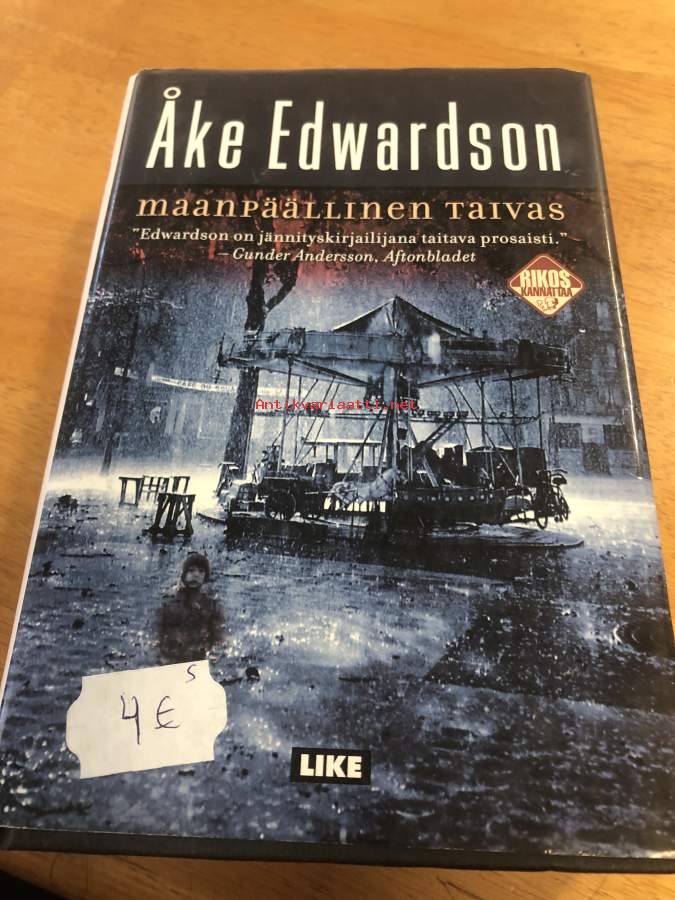 Åke Edwardson
maanpäällinen taivas
"Edwardson on jännityskirjailijana taitava prosaisti."
– Gunder Andersson, Aftonbladet
RIKOS
KANNATTAA
Antikvariaatti.net
S
4 €
LIKE